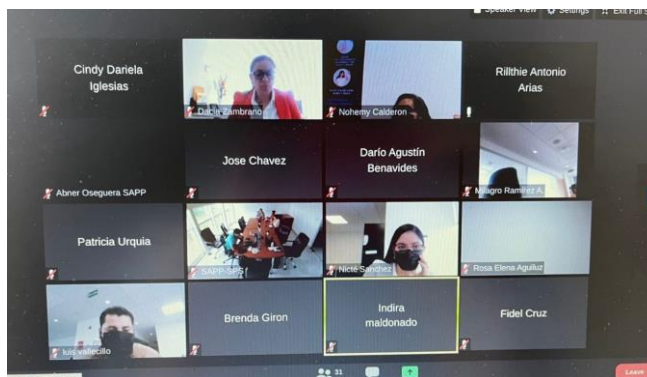 Speaker View Settings Exit Full S
Cindy Dariela
Iglesias
Dacia Zambrano
Nohemy Calderon
Rillthie Antonio
Arias
Abner Oseguera SAPP
Jose Chavez
Darío Agustín
Benavides
Milagro Ramirez A.
Patricia Urquia
SAPP-SPS
Nicté Sanchez
Rosa Elena Aguiluz
luis vallecillo
Brenda Giron
Indira
maldonado
Fidel Cruz
31
Leave